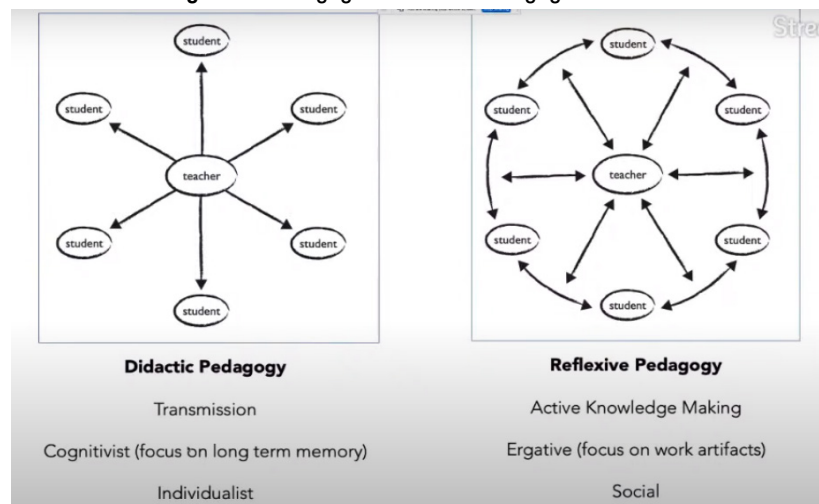 student
student
student
teacher
student
student
student
student
student
student
teacher
student
student
student
Didactic Pedagogy
Transmission
Cognitivist (focus on long term memory)
Individualist
Reflexive Pedagogy
Active Knowledge Making
Ergative (focus on work artifacts)
Social